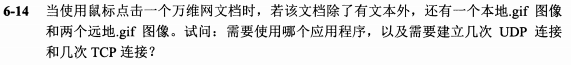 6-14 当使用鼠标点击一个万维网文档时，若该文档除了有文本外，还有一个本地.gif 图像
和两个远地.gif 图像。试问：需要使用哪个应用程序，以及需要建立几次 UDP 连接
和几次 TCP 连接？